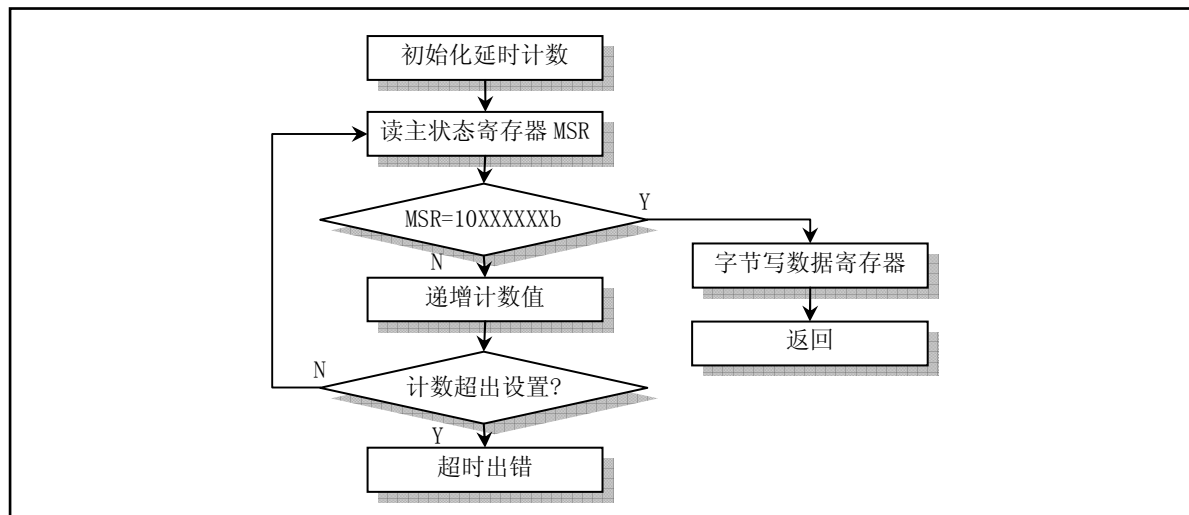 初始化延时计数
读主状态寄存器 MSR
MSR=10XXXXXXb
Y
字节写数据寄存器
N
递增计数值
返回
N
计数超出设置?
Y
超时出错